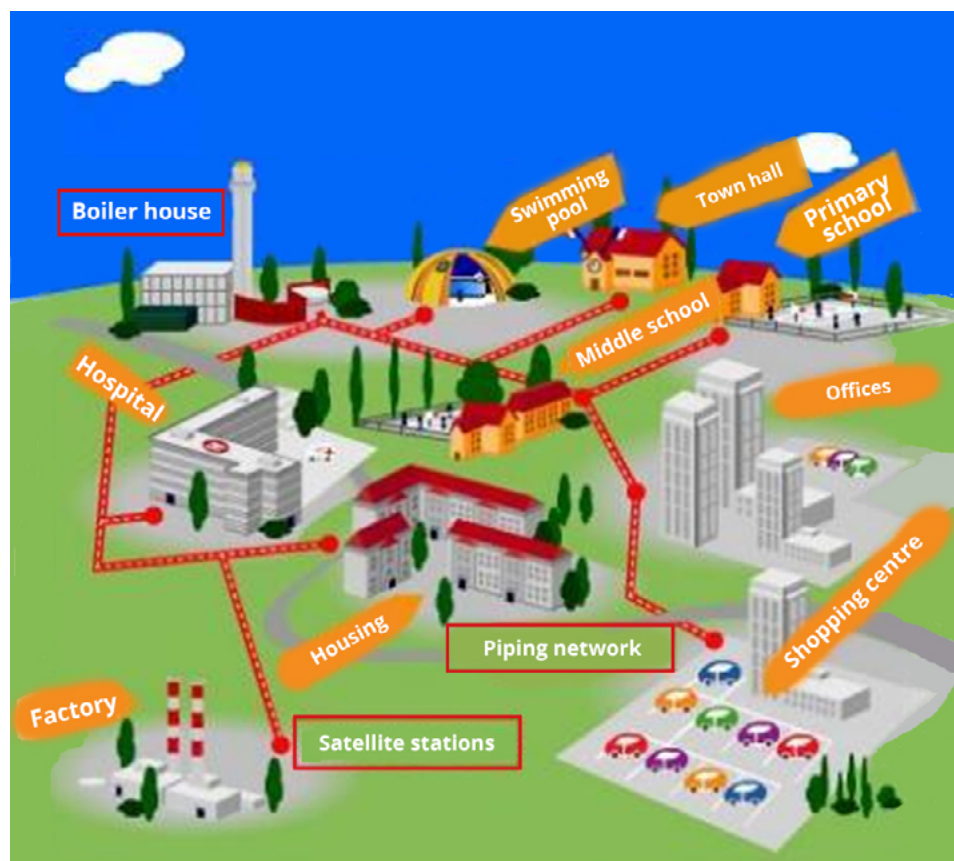 Boiler house
Swimming
pool
Town hall
Primary
school
Middle school
Hospital
Offices
Shopping centre
Housing
Piping network
Factory
Satellite stations